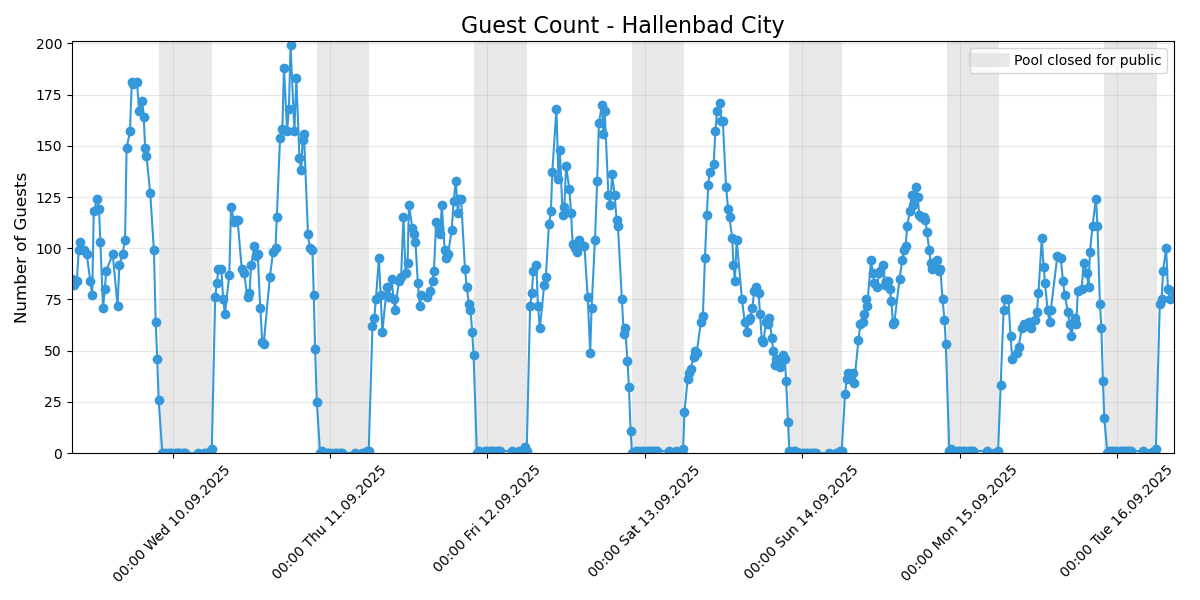 Guest Count - Hallenbad City
Pool closed for public
Number of Guests
200
175
150
125
100
75
50
25
0
00:00 Wed 10.09.2025
00:00 Thu 11.09.2025
00:00 Fri 12.09.2025
00:00 Sat 13.09.2025
00:00 Sun 14.09.2025
00:00 Mon 15.09.2025
00:00 Tue 16.09.2025